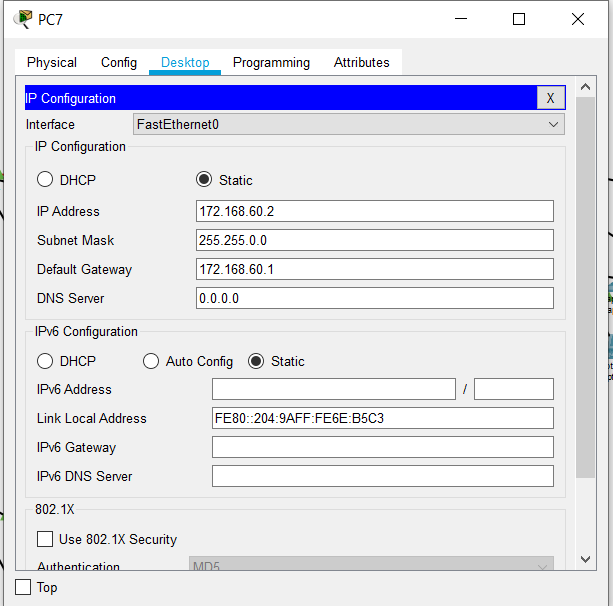 PC7
Physical Config Desktop Programming Attributes
IP Configuration X
Interface FastEthernet0
IP Configuration
DHCP Static
IP Address 172.168.60.2
Subnet Mask 255.255.0.0
Default Gateway 172.168.60.1
DNS Server 0.0.0.0
IPv6 Configuration
DHCP Auto Config Static
IPv6 Address /
Link Local Address FE80::204:9AFF:FE6E:B5C3
IPv6 Gateway
IPv6 DNS Server
802.1X
Use 802.1X Security
Authentication MD5
Top